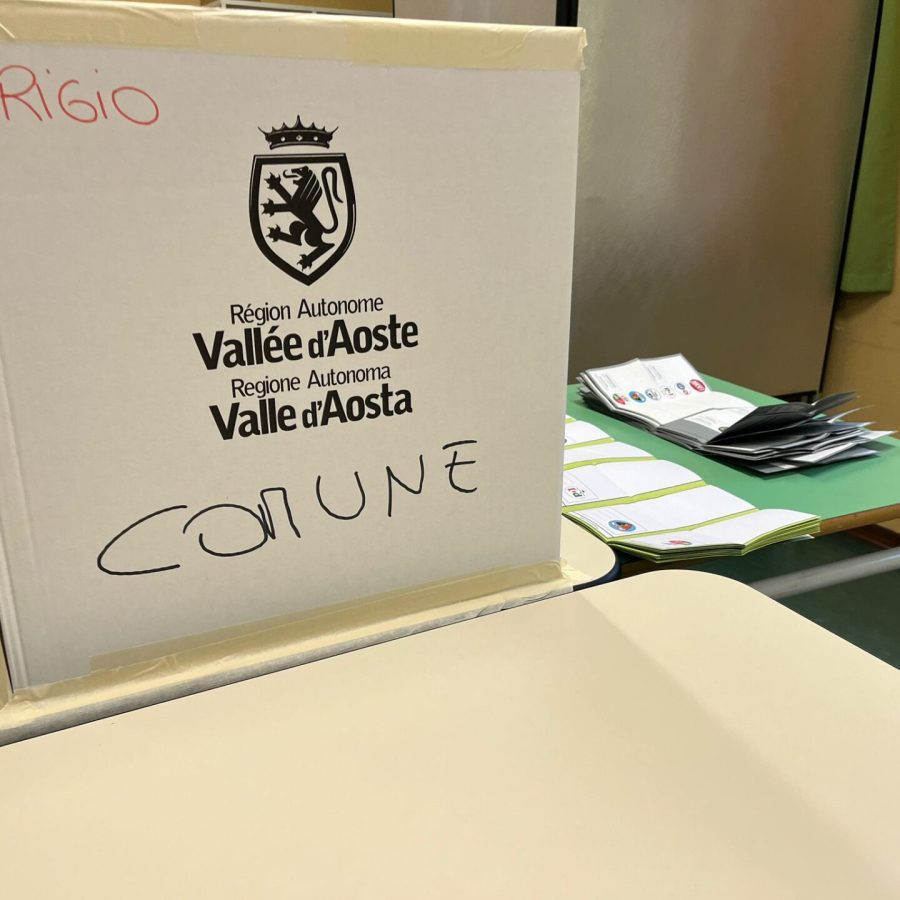 RIGIO
Région Autonome
Vallée d'Aoste
Regione Autonoma
Valle d'Aosta
COMUNE